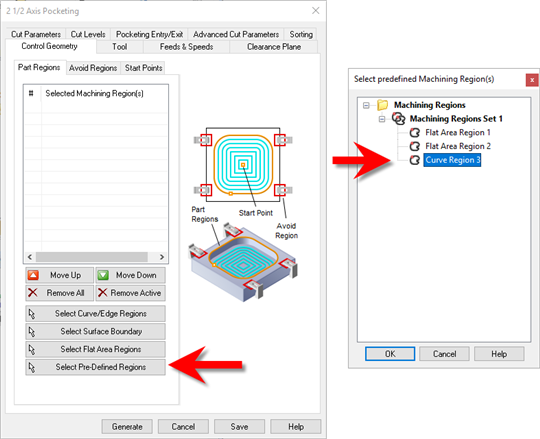 2 1/2 Axis Pocketing
Cut Parameters Cut Levels Pocketing Entry/Exit Advanced Cut Parameters Sorting
Control Geometry Tool Feeds & Speeds Clearance Plane
Part Regions Avoid Regions Start Points
# Selected Machining Region(s)
Start Point
Part Regions
Avoid Region
Move Up Move Down
Remove All Remove Active
Select Curve/Edge Regions
Select Surface Boundary
Select Flat Area Regions
Select Pre-Defined Regions
Generate Cancel Save Help
Select predefined Machining Region(s)
Machining Regions
Machining Regions Set 1
Flat Area Region 1
Flat Area Region 2
Curve Region 3
OK Cancel Help